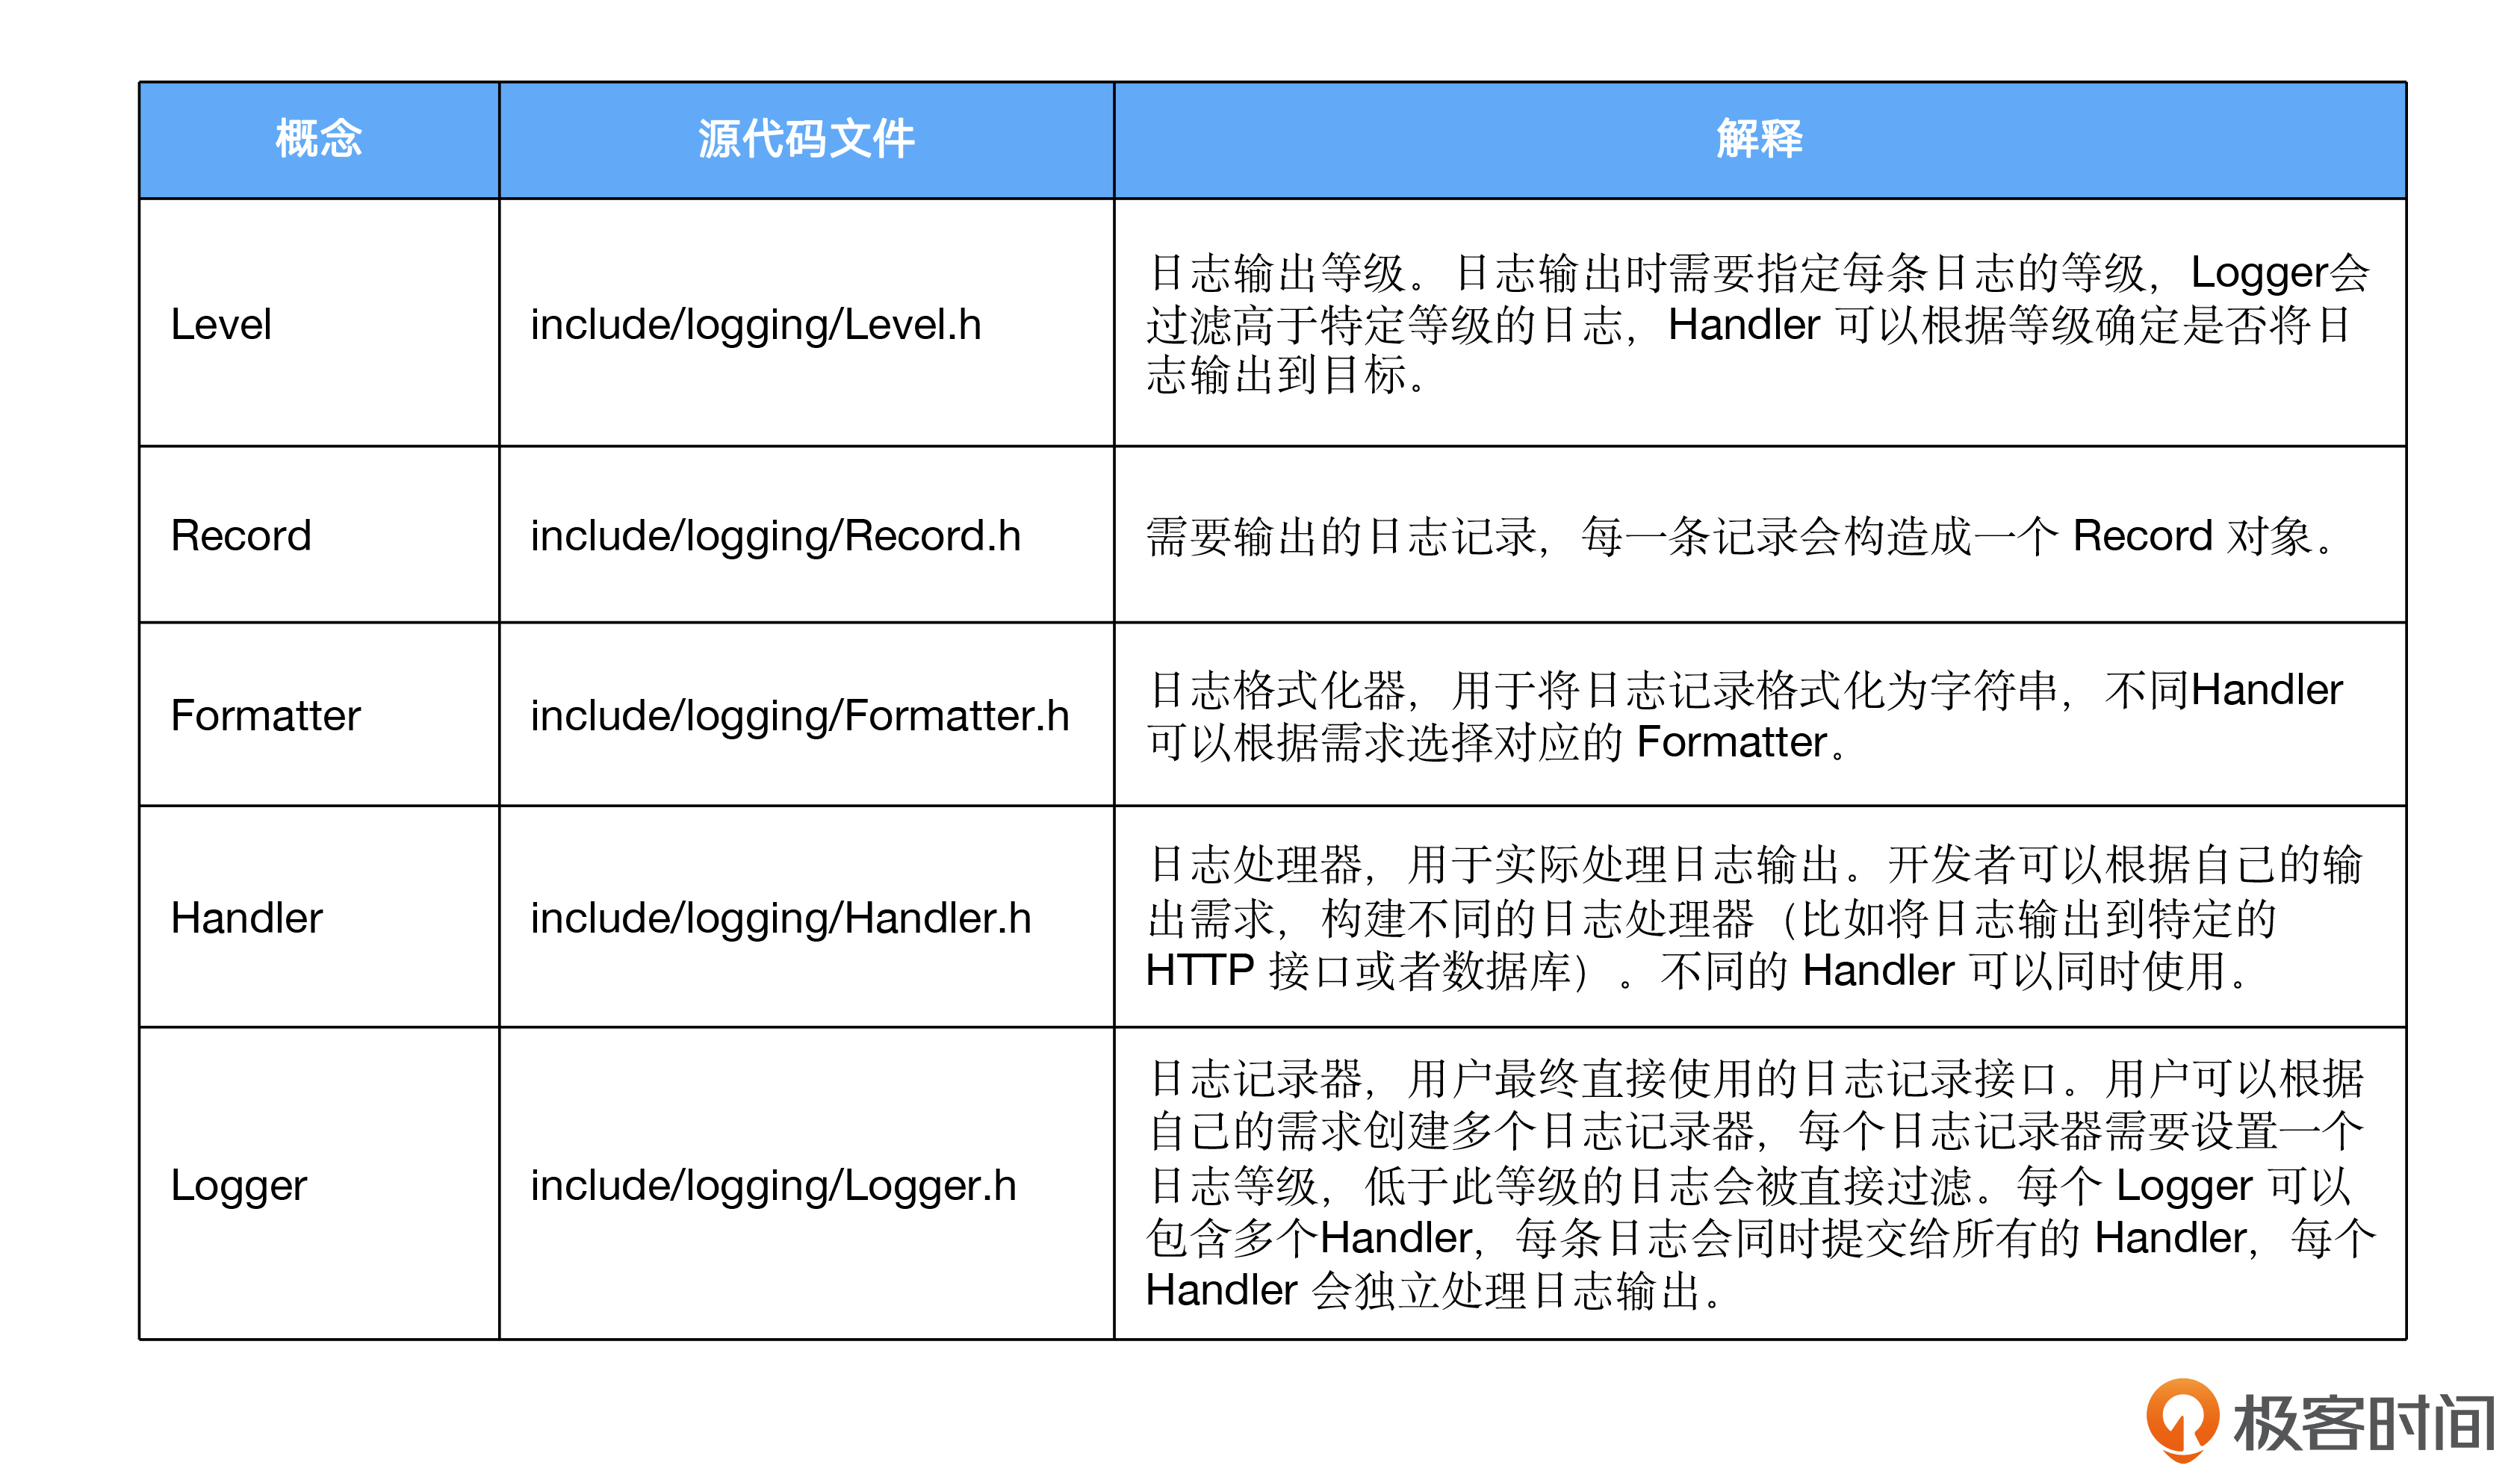 概念
源代码文件
解释
Level
include/logging/Level.h
日志输出等级。日志输出时需要指定每条日志的等级，Logger会
过滤高于特定等级的日志，Handler 可以根据等级确定是否将日
志输出到目标。
Record
include/logging/Record.h
需要输出的日志记录，每一条记录会构造成一个 Record 对象。
Formatter
include/logging/Formatter.h
日志格式化器，用于将日志记录格式化为字符串，不同Handler
可以根据需求选择对应的 Formatter。
Handler
include/logging/Handler.h
日志处理器，用于实际处理日志输出。开发者可以根据自己的输
出需求，构建不同的日志处理器（比如将日志输出到特定的
HTTP 接口或者数据库）。不同的 Handler 可以同时使用。
Logger
include/logging/Logger.h
日志记录器，用户最终直接使用的日志记录接口。用户可以根据
自己的需求创建多个日志记录器，每个日志记录器需要设置一个
日志等级，低于此等级的日志会被直接过滤。每个 Logger 可以
包含多个Handler，每条日志会同时提交给所有的 Handler，每个
Handler 会独立处理日志输出。
极客时间